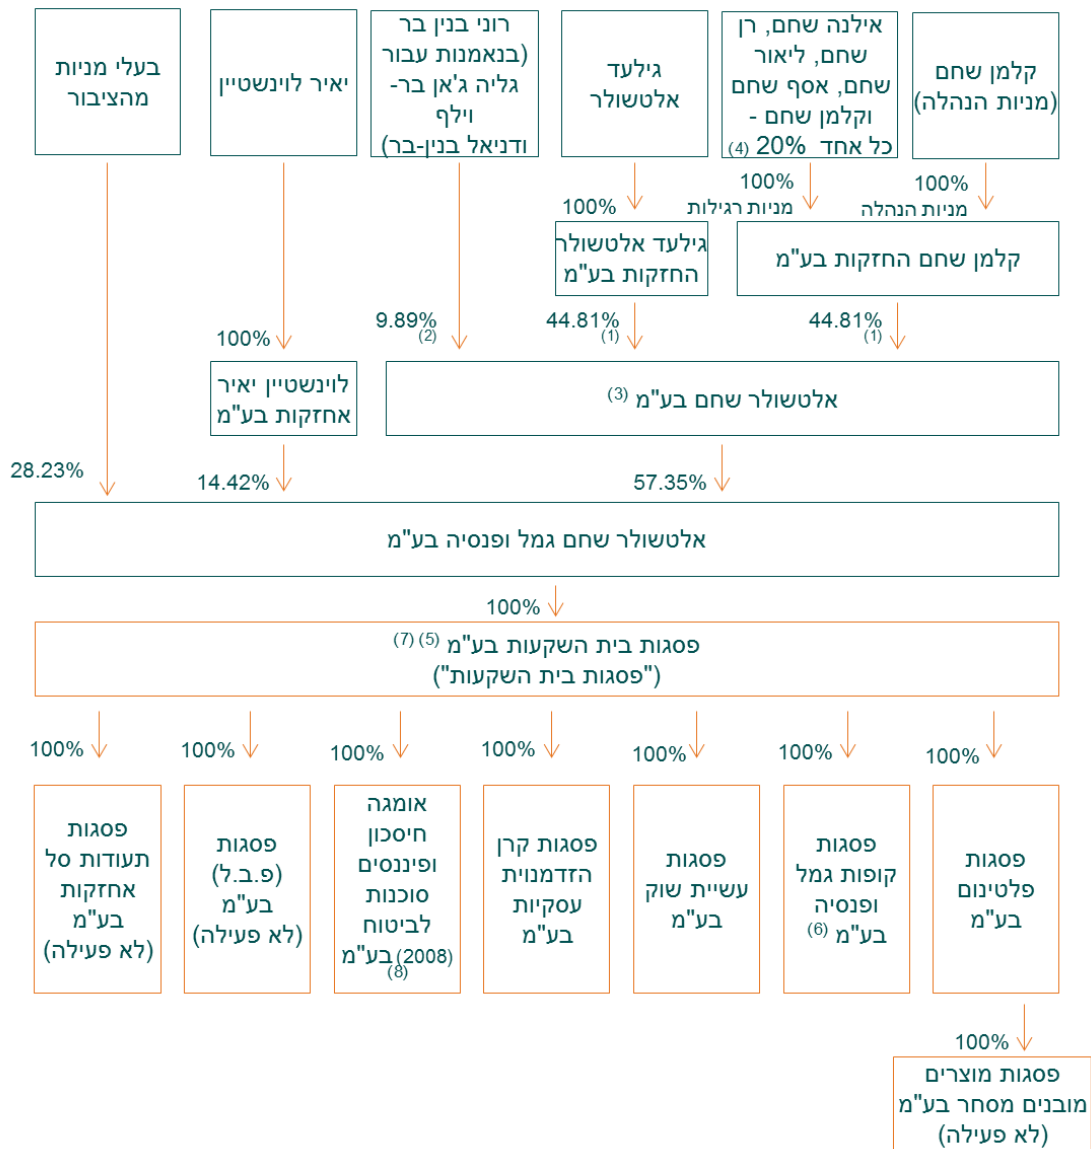 קלמן שחם
(מניות הנהלה)
אילנה שחם, רן
שחם, ליאור
שחם, אסף שחם
וקלמן שחם -
כל אחד 20% (4)
גילעד
אלטשולר
רוני בנין בר
(בנאמנות עבור
גליה ג'אן בר-
וילף
ודניאל בנין-בר)
יאיר לוינשטיין
בעלי מניות
מהציבור
100%
מניות הנהלה
100%
מניות רגילות
100%
קלמן שחם החזקות בע"מ
גילעד אלטשולר
החזקות בע"מ
44.81%
(1)
44.81%
(1)
9.89%
(2)
100%
אלטשולר שחם בע"מ (3)
לוינשטיין יאיר
אחזקות בע"מ
57.35%
14.42%
28.23%
אלטשולר שחם גמל ופנסיה בע"מ
100%
פסגות בית השקעות בע"מ (5) (7)
("פסגות בית השקעות")
100%
100%
100%
100%
100%
100%
100%
פסגות
פלטינום
בע"מ
פסגות
קופות גמל
ופנסיה
בע"מ (6)
פסגות
עשיית שוק
בע"מ
פסגות קרן
הזדמנוית
עסקיות
בע"מ
אומגה
חיסכון
ופיננסים
סוכנות
לביטוח
(2008) בע"מ
(8)
פסגות
(פ.ב.ל)
בע"מ
(לא פעילה)
פסגות
תעודות סל
אחזקות
בע"מ
(לא פעילה)
100%
פסגות מוצרים
מובנים מסחר בע"מ
(לא פעילה)